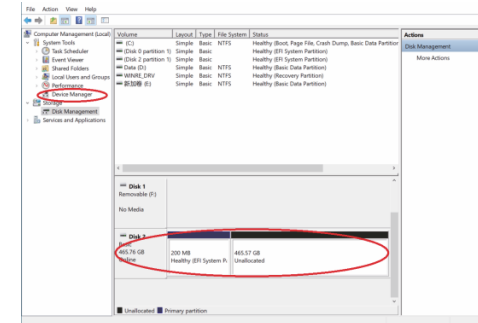 File Action View Help
Computer Management (Local)
System Tools
Task Scheduler
Event Viewer
Shared Folders
Local Users and Groups
Performance
Device Manager
Storage
Disk Management
Services and Applications
Volume Layout Type File System Status
(C:) Simple Basic NTFS Healthy (Boot, Page File, Crash Dump, Basic Data Partition
(Disk 0 partition 1) Simple Basic Healthy (EFI System Partition)
(Disk 2 partition 1) Simple Basic Healthy (EFI System Partition)
Data (D:) Simple Basic NTFS Healthy (Basic Data Partition)
WINRE_DRV Simple Basic NTFS Healthy (Recovery Partition)
新加卷 (E:) Simple Basic NTFS Healthy (Basic Data Partition)
Disk 1
Removable (F:)
No Media
Disk 2
Basic
465.76 GB
Online
200 MB
Healthy (EFI System P
465.57 GB
Unallocated
Unallocated Primary partition
Actions
Disk Management
More Actions